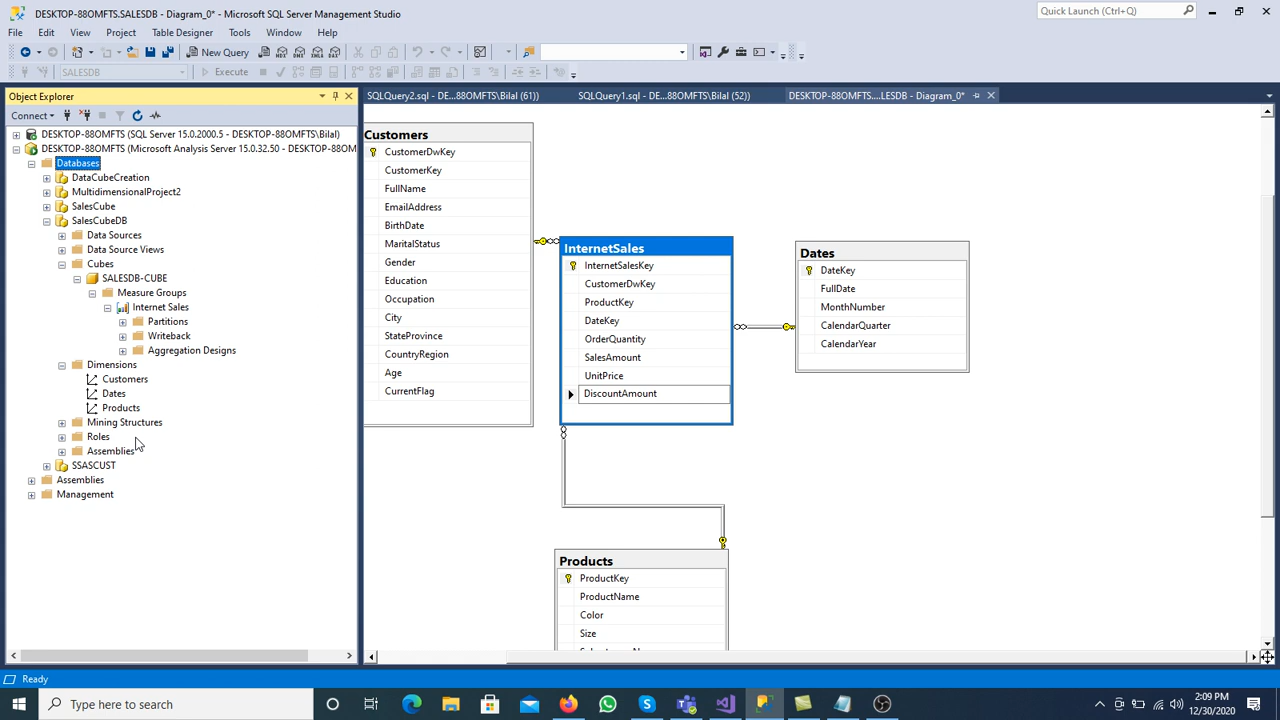 DESKTOP-88OMFTS.SALESDB - Diagram_0* - Microsoft SQL Server Management Studio
Quick Launch (Ctrl+Q)
File Edit View Project Table Designer Tools Window Help
New Query
SALESDB
Execute
Object Explorer
SQLQuery2.sql - DE...88OMFTS\Bilal (61))
SQLQuery1.sql - DE...88OMFTS\Bilal (52))
DESKTOP-88OMFTS....LESDB - Diagram_0*
Connect
DESKTOP-88OMFTS (SQL Server 15.0.2000.5 - DESKTOP-88OMFTS\Bilal)
DESKTOP-88OMFTS (Microsoft Analysis Server 15.0.32.50 - DESKTOP-88OM
Databases
DataCubeCreation
MultidimensionalProject2
SalesCube
SalesCubeDB
Data Sources
Data Source Views
Cubes
SALESDB-CUBE
Measure Groups
Internet Sales
Partitions
Writeback
Aggregation Designs
Dimensions
Customers
Dates
Products
Mining Structures
Roles
Assemblies
SSASCUST
Assemblies
Management
Customers
CustomerDwKey
CustomerKey
FullName
EmailAddress
BirthDate
MaritalStatus
Gender
Education
Occupation
City
StateProvince
CountryRegion
Age
CurrentFlag
InternetSales
InternetSalesKey
CustomerDwKey
ProductKey
DateKey
OrderQuantity
SalesAmount
UnitPrice
DiscountAmount
Dates
DateKey
FullDate
MonthNumber
CalendarQuarter
CalendarYear
Products
ProductKey
ProductName
Color
Size
Ready
Type here to search
2:09 PM
12/30/2020